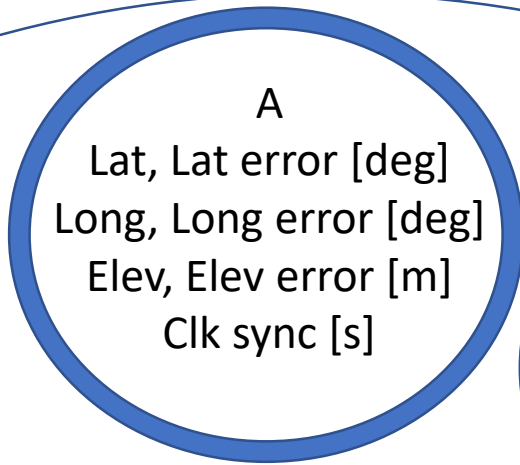 A
Lat, Lat error [deg]
Long, Long error [deg]
Elev, Elev error [m]
Clk sync [s]